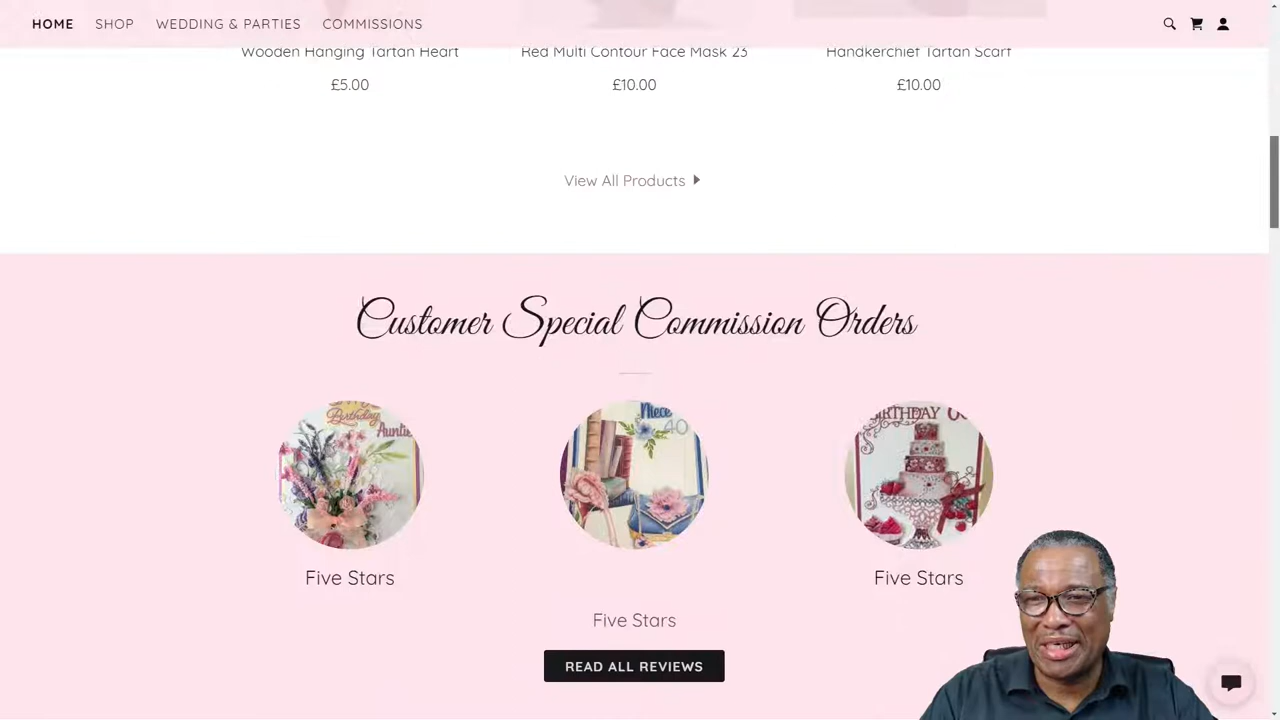 HOME SHOP WEDDING & PARTIES COMMISSIONS
Wooden Hanging Tartan Heart Red Multi Contour Face Mask 23 Handkerchief Tartan Scarf
£5.00 £10.00 £10.00
View All Products
Customer Special Commission Orders
Birthday
Auntie
Niece
40
BIRTHDAY
Five Stars Five Stars
Five Stars
READ ALL REVIEWS